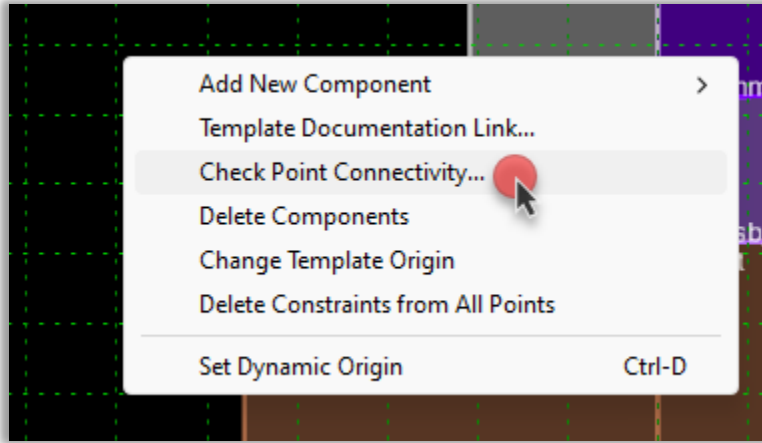 Add New Component
Template Documentation Link...
Check Point Connectivity...
Delete Components
Change Template Origin
Delete Constraints from All Points
Set Dynamic Origin Ctrl-D